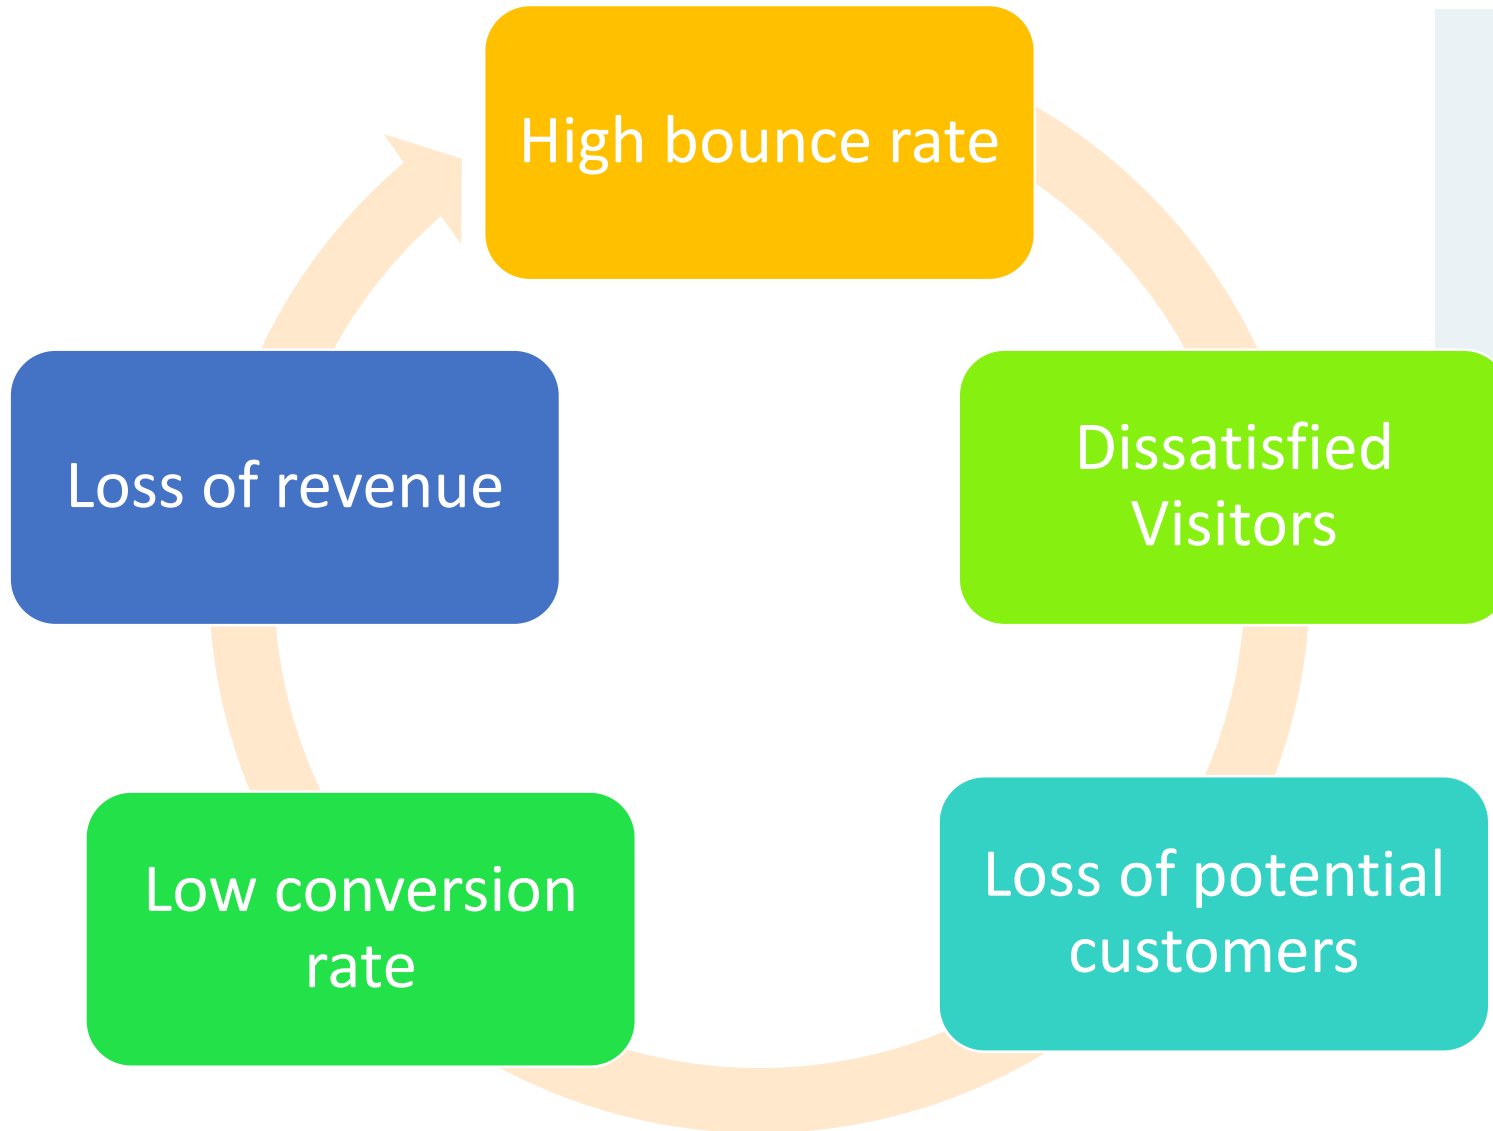 High bounce rate
Dissatisfied
Visitors
Loss of potential
customers
Low conversion
rate
Loss of revenue